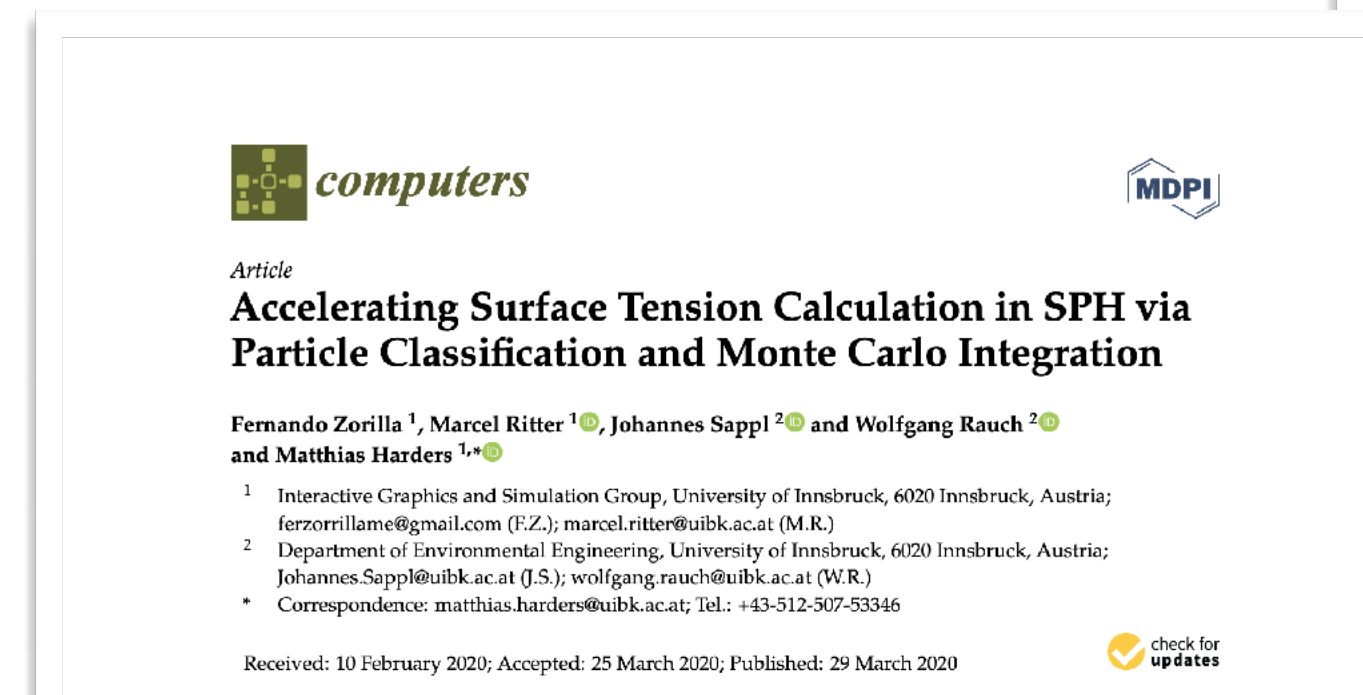 computers
MDPI
Article
Accelerating Surface Tension Calculation in SPH via
Particle Classification and Monte Carlo Integration
Fernando Zorilla 1, Marcel Ritter 1 iD, Johannes Sappl 2 iD and Wolfgang Rauch 2 iD
and Matthias Harders 1,* iD
1 Interactive Graphics and Simulation Group, University of Innsbruck, 6020 Innsbruck, Austria;
ferzorrillame@gmail.com (F.Z.); marcel.ritter@uibk.ac.at (M.R.)
2 Department of Environmental Engineering, University of Innsbruck, 6020 Innsbruck, Austria;
Johannes.Sappl@uibk.ac.at (J.S.); wolfgang.rauch@uibk.ac.at (W.R.)
* Correspondence: matthias.harders@uibk.ac.at; Tel.: +43-512-507-53346
check for
updates
Received: 10 February 2020; Accepted: 25 March 2020; Published: 29 March 2020